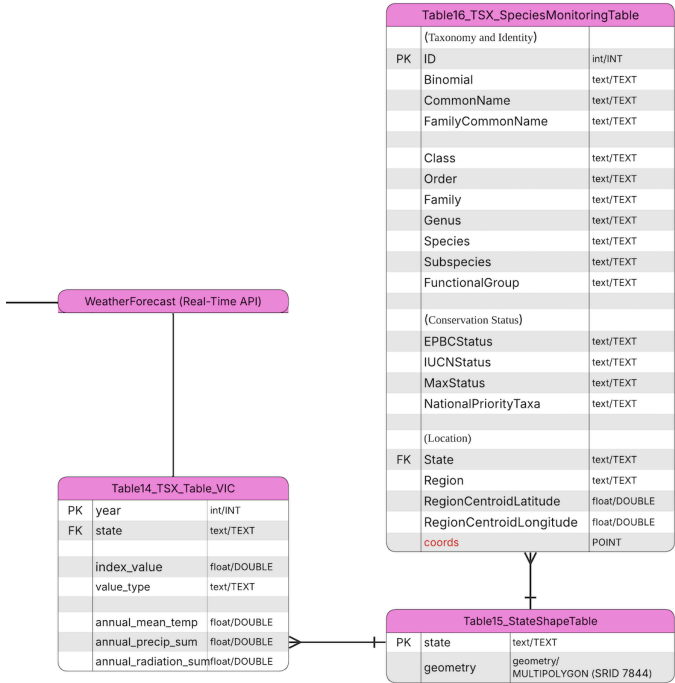 Table16_TSX_SpeciesMonitoringTable
(Taxonomy and Identity)
PK ID int/INT
Binomial text/TEXT
CommonName text/TEXT
FamilyCommonName text/TEXT
Class text/TEXT
Order text/TEXT
Family text/TEXT
Genus text/TEXT
Species text/TEXT
Subspecies text/TEXT
FunctionalGroup text/TEXT
(Conservation Status)
EPBCStatus text/TEXT
IUCNStatus text/TEXT
MaxStatus text/TEXT
NationalPriorityTaxa text/TEXT
(Location)
FK State text/TEXT
Region text/TEXT
RegionCentroidLatitude float/DOUBLE
RegionCentroidLongitude float/DOUBLE
coords POINT
WeatherForecast (Real-Time API)
Table14_TSX_Table_VIC
PK year int/INT
FK state text/TEXT
index_value float/DOUBLE
value_type text/TEXT
annual_mean_temp float/DOUBLE
annual_precip_sum float/DOUBLE
annual_radiation_sum float/DOUBLE
Table15_StateShapeTable
PK state text/TEXT
geometry geometry/
MULTIPOLYGON (SRID 7844)